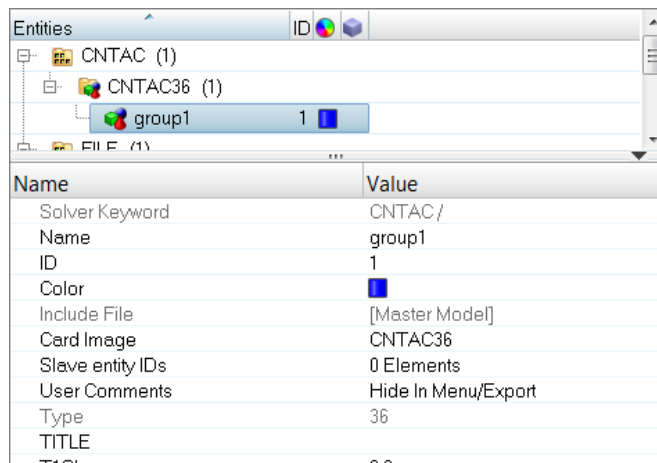 Entities ID
CNTAC (1)
CNTAC36 (1)
group1 1
FILE (1)
Name Value
Solver Keyword CNTAC /
Name group1
ID 1
Color
Include File [Master Model]
Card Image CNTAC36
Slave entity IDs 0 Elements
User Comments Hide In Menu/Export
Type 36
TITLE